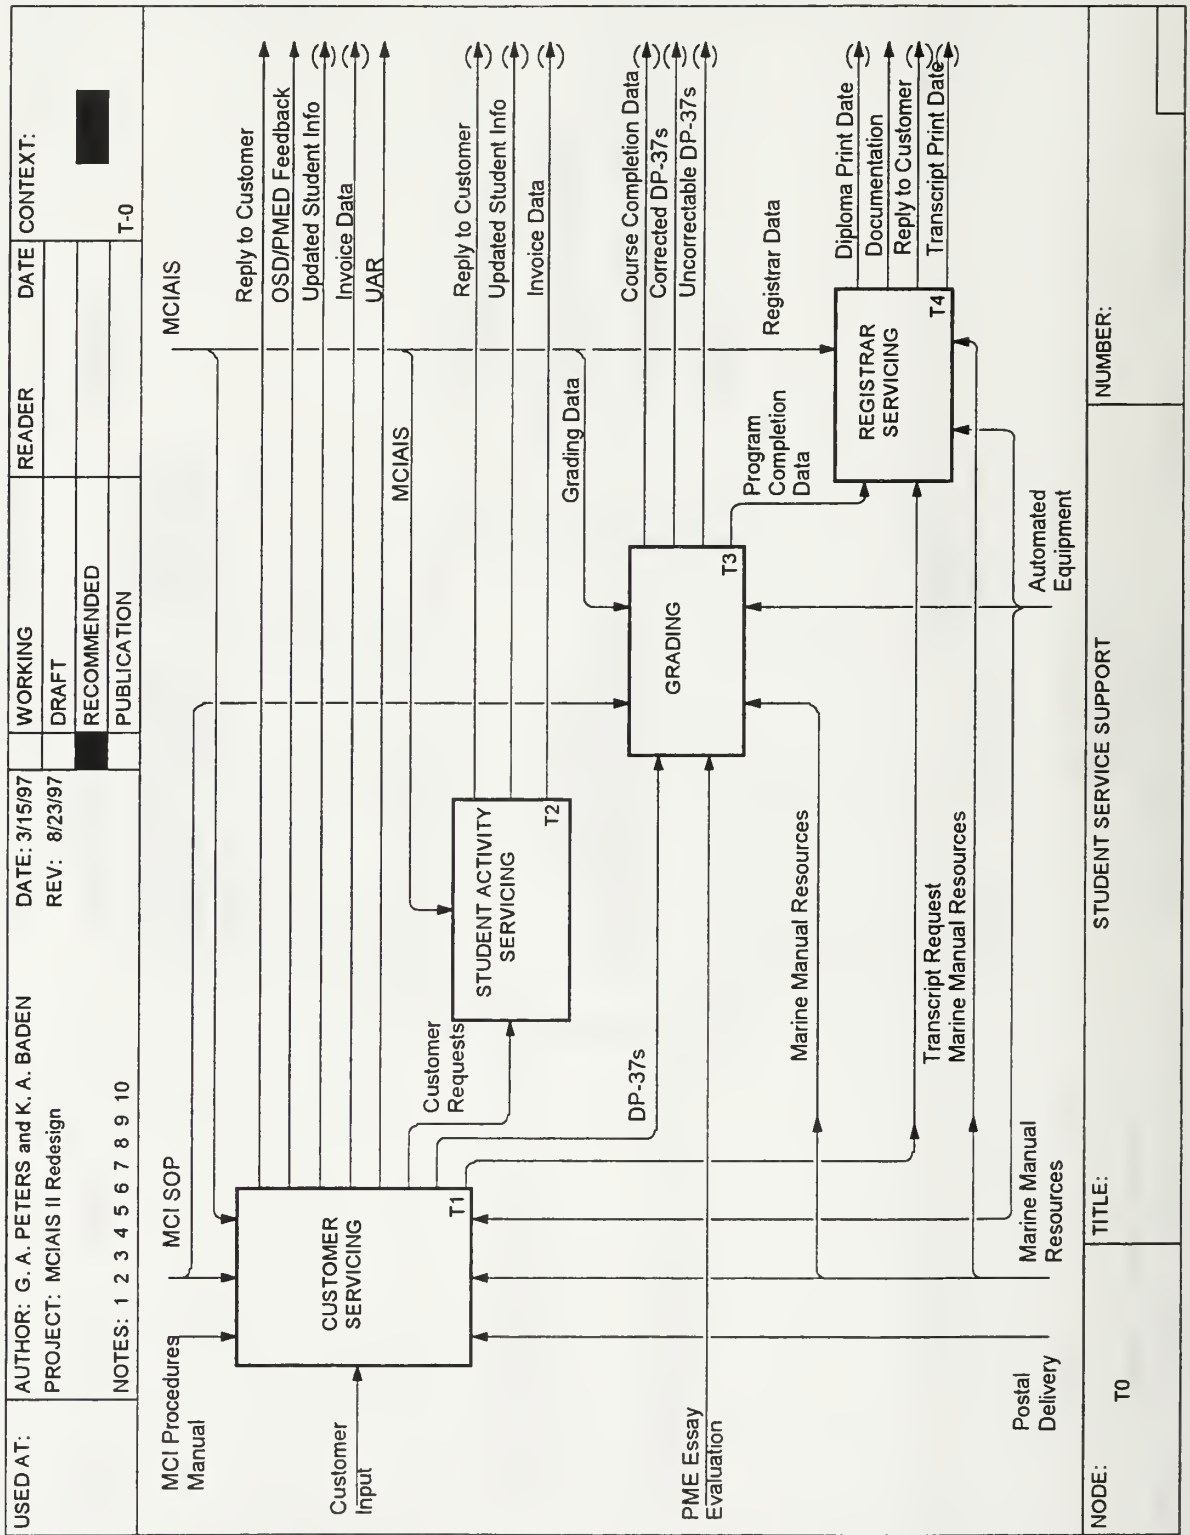 USED AT:
AUTHOR: G. A. PETERS and K. A. BADEN
PROJECT: MCIAIS II Redesign
NOTES: 1 2 3 4 5 6 7 8 9 10
DATE: 3/15/97
REV: 8/23/97
WORKING
DRAFT
RECOMMENDED
PUBLICATION
READER
DATE
CONTEXT:
T-0
MCI Procedures
Manual
MCI SOP
MCIAIS
Customer
Input
CUSTOMER
SERVICING
T1
Reply to Customer
OSD/PMED Feedback
Updated Student Info
Invoice Data
UAR
MCIAIS
Customer
Requests
STUDENT ACTIVITY
SERVICING
T2
Reply to Customer
Updated Student Info
Invoice Data
Grading Data
DP-37s
PME Essay
Evaluation
GRADING
T3
Course Completion Data
Corrected DP-37s
Uncorrectable DP-37s
Program
Completion
Data
Registrar Data
Marine Manual Resources
REGISTRAR
SERVICING
T4
Diploma Print Date
Documentation
Reply to Customer
Transcript Print Date
Transcript Request
Marine Manual Resources
Postal
Delivery
Marine Manual
Resources
Automated
Equipment
NODE:
T0
TITLE:
STUDENT SERVICE SUPPORT
NUMBER: